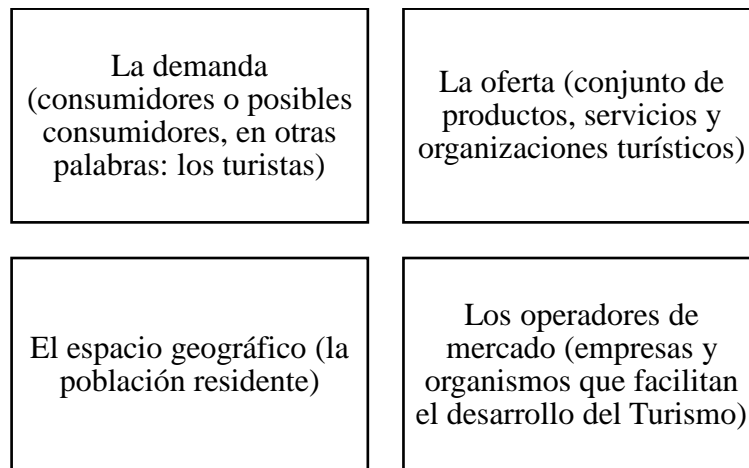 La demanda
(consumidores o posibles
consumidores, en otras
palabras: los turistas)
La oferta (conjunto de
productos, servicios y
organizaciones turísticos)
El espacio geográfico (la
población residente)
Los operadores de
mercado (empresas y
organismos que facilitan
el desarrollo del Turismo)